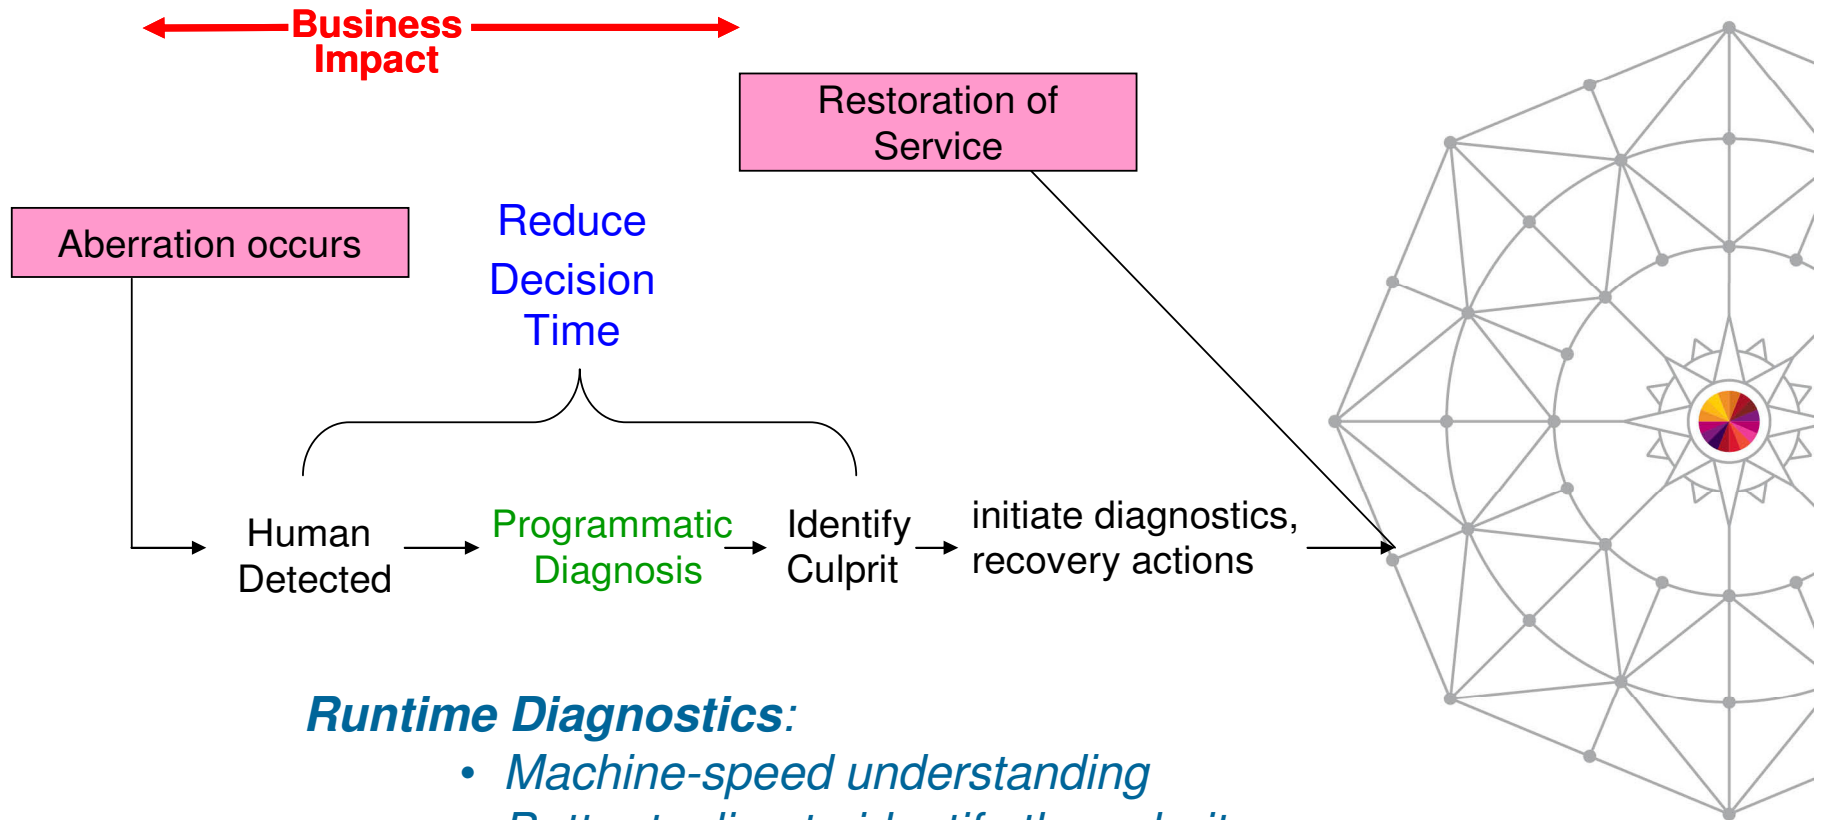 Business
Impact
Restoration of
Service
Aberration occurs
Reduce
Decision
Time
Human
Detected
Programmatic
Diagnosis
Identify
Culprit
initiate diagnostics,
recovery actions
Runtime Diagnostics:
• Machine-speed understanding